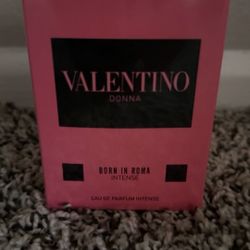 VALENTINO
DONNA
BORN IN ROMA
INTENSE
EAU DE PARFUM INTENSE